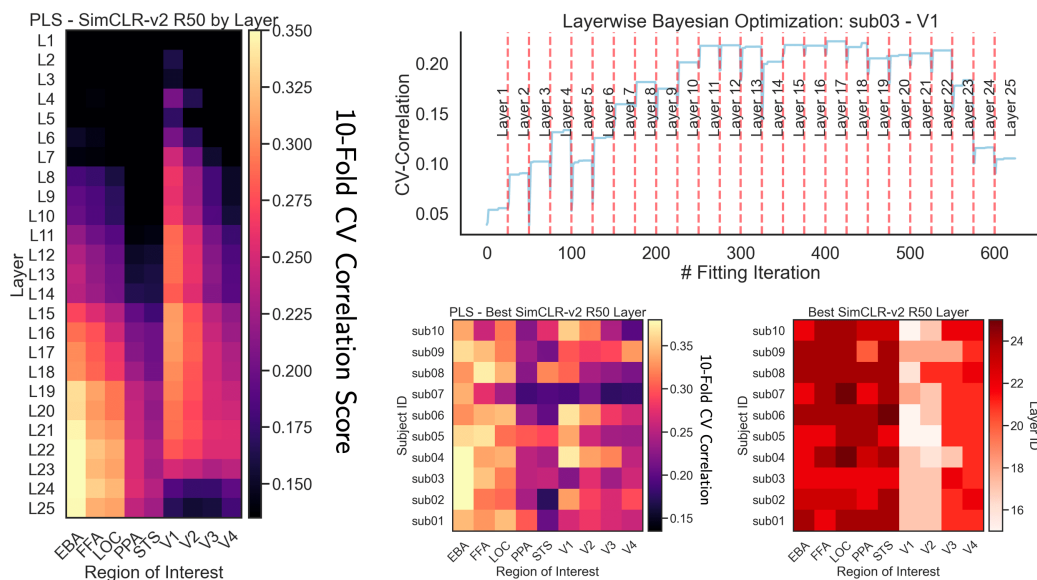 PLS - SimCLR-v2 R50 by Layer
L1
L2
L3
L4
L5
L6
L7
L8
L9
L10
L11
L12
L13
L14
L15
L16
L17
L18
L19
L20
L21
L22
L23
L24
L25
Layer
EBA
FFA
LOC
PPA
STS
V1
V2
V3
V4
Region of Interest
0.350
0.325
0.300
0.275
0.250
0.225
0.200
0.175
0.150
10-Fold CV Correlation Score
Layerwise Bayesian Optimization: sub03 - V1
CV-Correlation
0.20
0.15
0.10
0.05
Layer 1
Layer 2
Layer 3
Layer 4
Layer 5
Layer 6
Layer 7
Layer 8
Layer 9
Layer 10
Layer 11
Layer 12
Layer 13
Layer 14
Layer 15
Layer 16
Layer 17
Layer 18
Layer 19
Layer 20
Layer 21
Layer 22
Layer 23
Layer 24
Layer 25
0
100
200
300
400
500
600
# Fitting Iteration
PLS - Best SimCLR-v2 R50 Layer
Subject ID
sub10
sub09
sub08
sub07
sub06
sub05
sub04
sub03
sub02
sub01
EBA
FFA
LOC
PPA
STS
V1
V2
V3
V4
Region of Interest
0.35
0.30
0.25
0.20
0.15
10-Fold CV Correlation
Best SimCLR-v2 R50 Layer
Subject ID
sub10
sub09
sub08
sub07
sub06
sub05
sub04
sub03
sub02
sub01
EBA
FFA
LOC
PPA
STS
V1
V2
V3
V4
Region of Interest
24
22
20
18
16
Layer ID